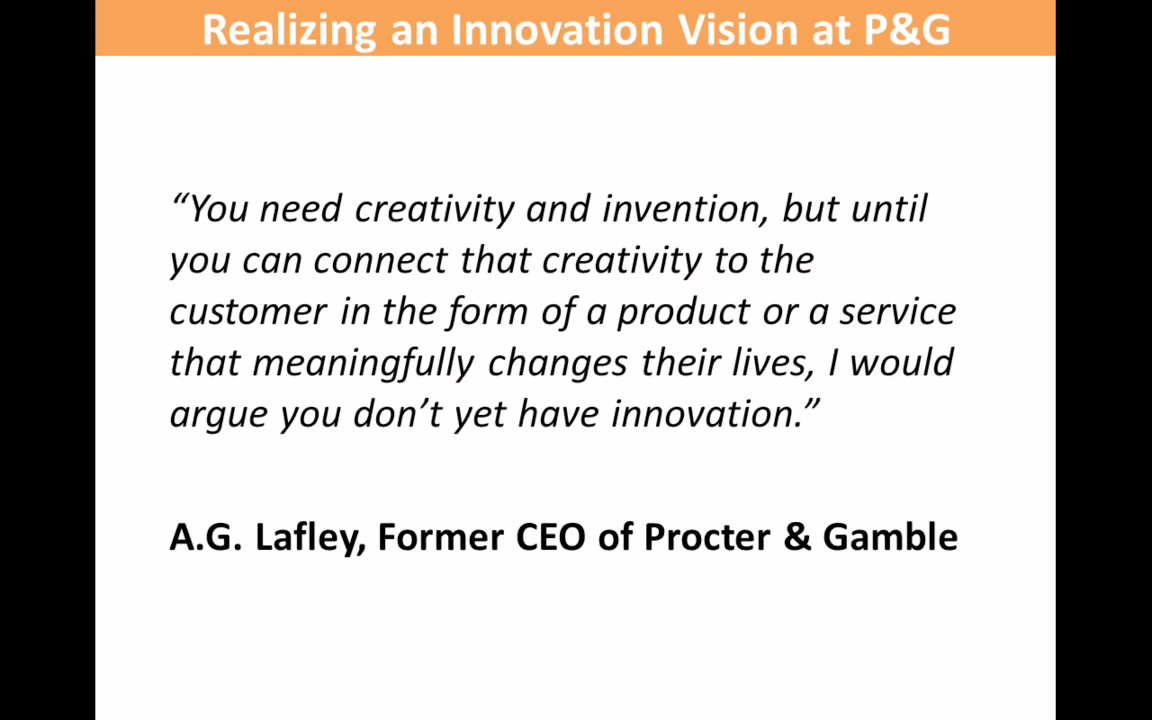 Realizing an Innovation Vision at P&G
“You need creativity and invention, but until
you can connect that creativity to the
customer in the form of a product or a service
that meaningfully changes their lives, I would
argue you don’t yet have innovation.”
A.G. Lafley, Former CEO of Procter & Gamble